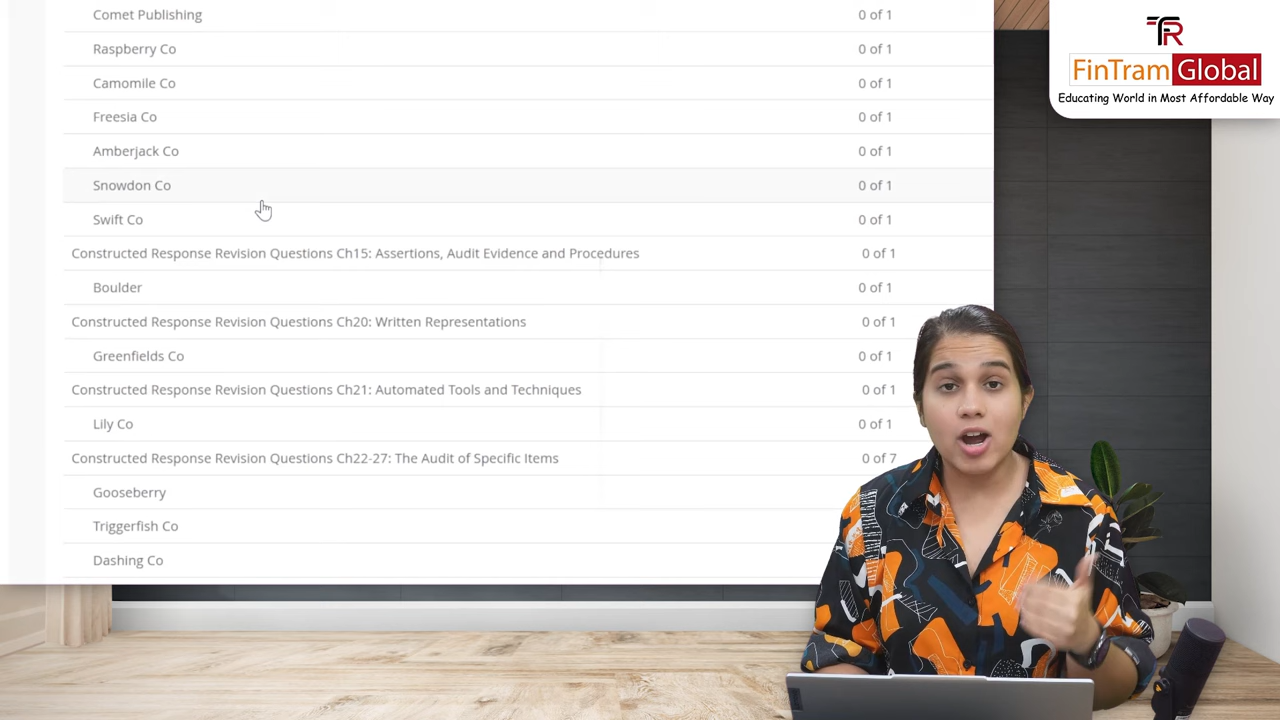 Comet Publishing 0 of 1
Raspberry Co 0 of 1
Camomile Co 0 of 1
Freesia Co 0 of 1
Amberjack Co 0 of 1
Snowdon Co 0 of 1
Swift Co 0 of 1
Constructed Response Revision Questions Ch15: Assertions, Audit Evidence and Procedures 0 of 1
Boulder 0 of 1
Constructed Response Revision Questions Ch20: Written Representations 0 of 1
Greenfields Co 0 of 1
Constructed Response Revision Questions Ch21: Automated Tools and Techniques 0 of 1
Lily Co 0 of 1
Constructed Response Revision Questions Ch22-27: The Audit of Specific Items 0 of 7
Gooseberry
Triggerfish Co
Dashing Co
FinTram Global
Educating World in Most Affordable Way